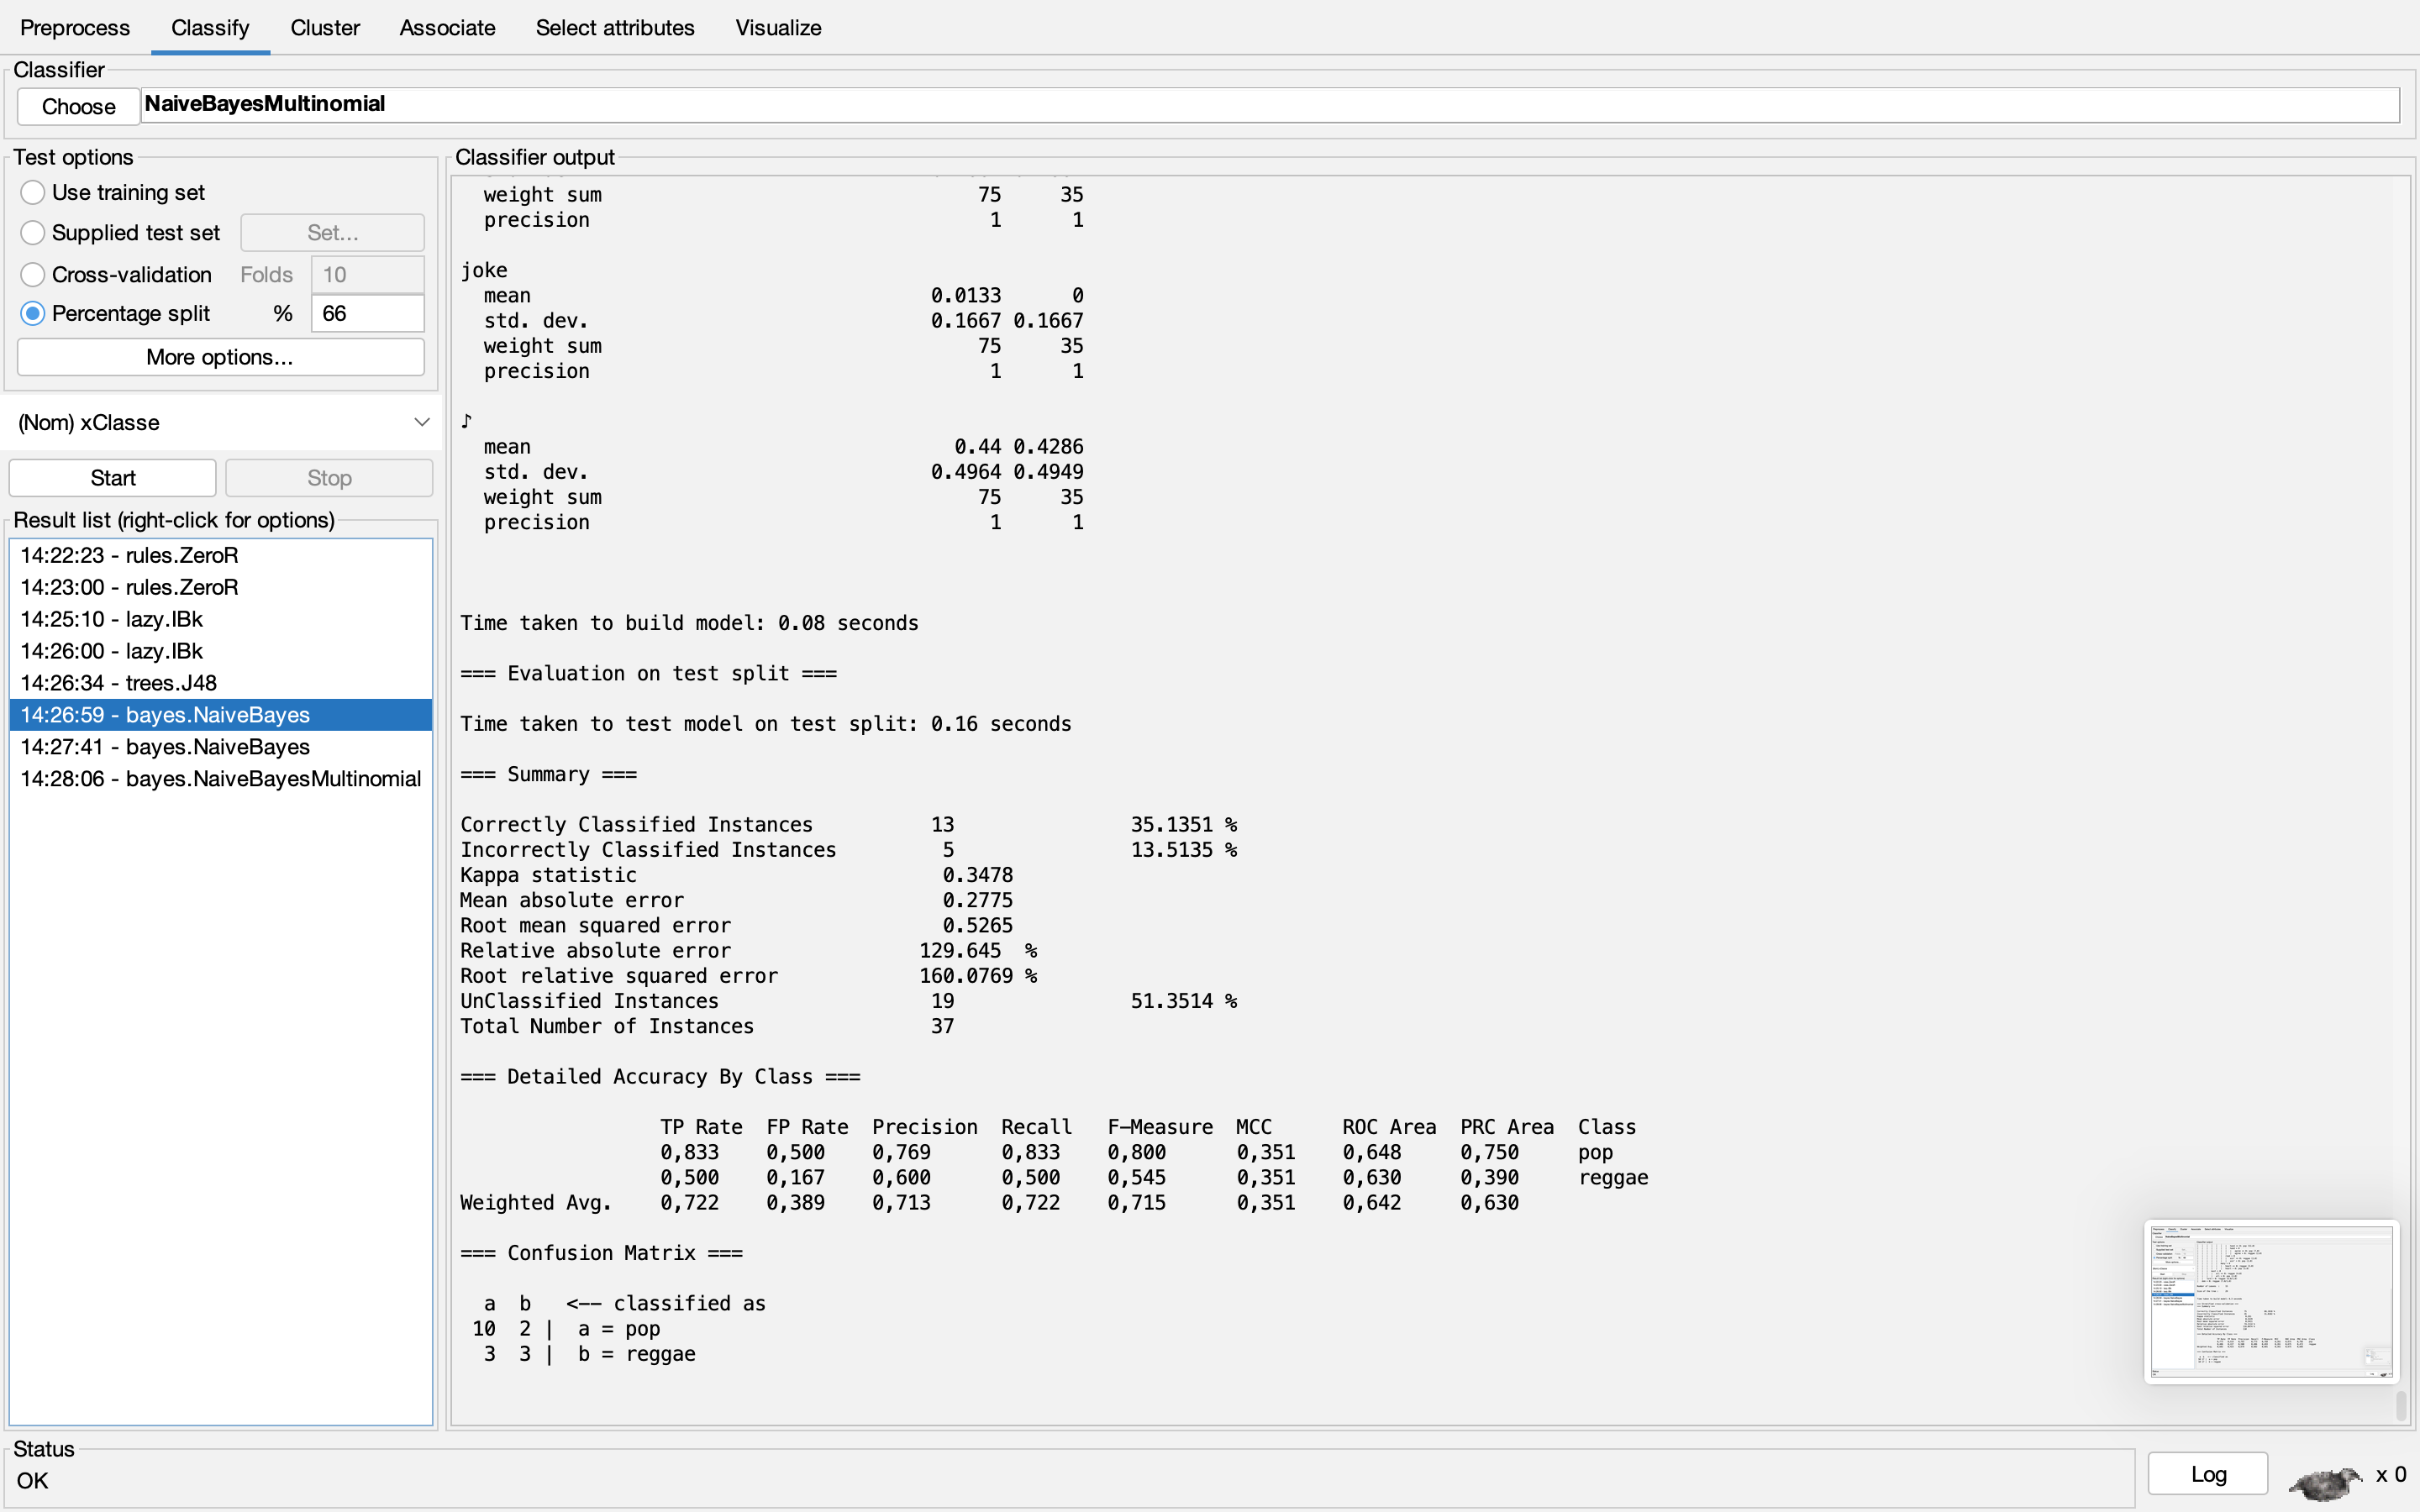 Preprocess Classify Cluster Associate Select attributes Visualize
Classifier
Choose NaiveBayesMultinomial
Test options
Use training set
Supplied test set Set...
Cross-validation Folds 10
Percentage split % 66
More options...
(Nom) xClasse
Start Stop
Result list (right-click for options)
14:22:23 - rules.ZeroR
14:23:00 - rules.ZeroR
14:25:10 - lazy.IBk
14:26:00 - lazy.IBk
14:26:34 - trees.J48
14:26:59 - bayes.NaiveBayes
14:27:41 - bayes.NaiveBayes
14:28:06 - bayes.NaiveBayesMultinomial
Classifier output
weight sum 75 35
precision 1 1
joke
mean 0.0133 0
std. dev. 0.1667 0.1667
weight sum 75 35
precision 1 1
♪
mean 0.44 0.4286
std. dev. 0.4964 0.4949
weight sum 75 35
precision 1 1
Time taken to build model: 0.08 seconds
=== Evaluation on test split ===
Time taken to test model on test split: 0.16 seconds
=== Summary ===
Correctly Classified Instances 13 35.1351 %
Incorrectly Classified Instances 5 13.5135 %
Kappa statistic 0.3478
Mean absolute error 0.2775
Root mean squared error 0.5265
Relative absolute error 129.645 %
Root relative squared error 160.0769 %
UnClassified Instances 19 51.3514 %
Total Number of Instances 37
=== Detailed Accuracy By Class ===
TP Rate FP Rate Precision Recall F-Measure MCC ROC Area PRC Area Class
0,833 0,500 0,769 0,833 0,800 0,351 0,648 0,750 pop
0,500 0,167 0,600 0,500 0,545 0,351 0,630 0,390 reggae
Weighted Avg. 0,722 0,389 0,713 0,722 0,715 0,351 0,642 0,630
=== Confusion Matrix ===
a b <-- classified as
10 2 | a = pop
3 3 | b = reggae
Status
OK
Log x 0